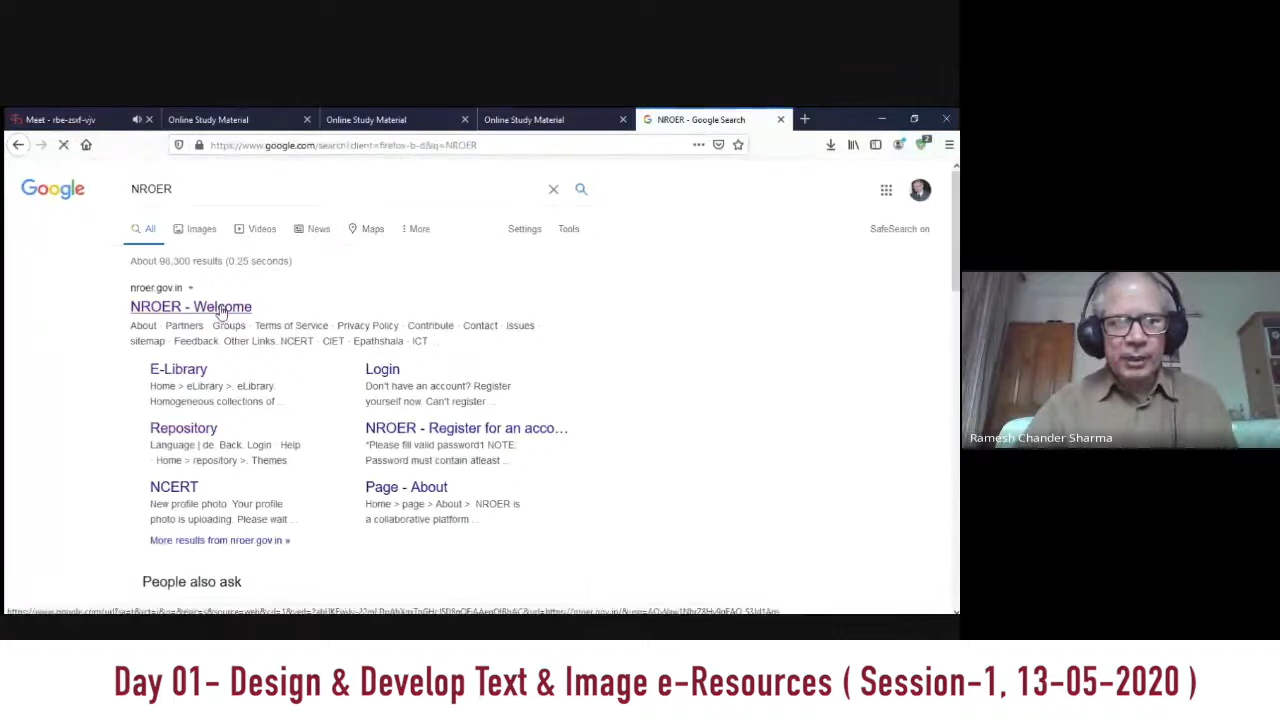 Meet - rbe-zsxf-vjv
Online Study Material
Online Study Material
Online Study Material
NROER - Google Search
https://www.google.com/search?client=firefox-b-d&q=NROER
Google
NROER
All
Images
Videos
News
Maps
More
Settings
Tools
SafeSearch on
About 98,300 results (0.25 seconds)
nroer.gov.in
NROER - Welcome
About · Partners · Groups · Terms of Service · Privacy Policy · Contribute · Contact · Issues ·
sitemap · Feedback. Other Links. NCERT · CIET · Epathshala · ICT ...
E-Library
Home > eLibrary >. eLibrary.
Homogeneous collections of ...
Login
Don't have an account? Register
yourself now. Can't register ...
Repository
Language | de. Back. Login · Help
· Home > repository >. Themes
NROER - Register for an acco...
*Please fill valid password1 NOTE:
Password must contain atleast ...
NCERT
New profile photo. Your profile
photo is uploading. Please wait ...
Page - About
Home > page > About > NROER is
a collaborative platform ...
More results from nroer.gov.in »
People also ask
Ramesh Chander Sharma
Day 01- Design & Develop Text & Image e-Resources ( Session-1, 13-05-2020 )